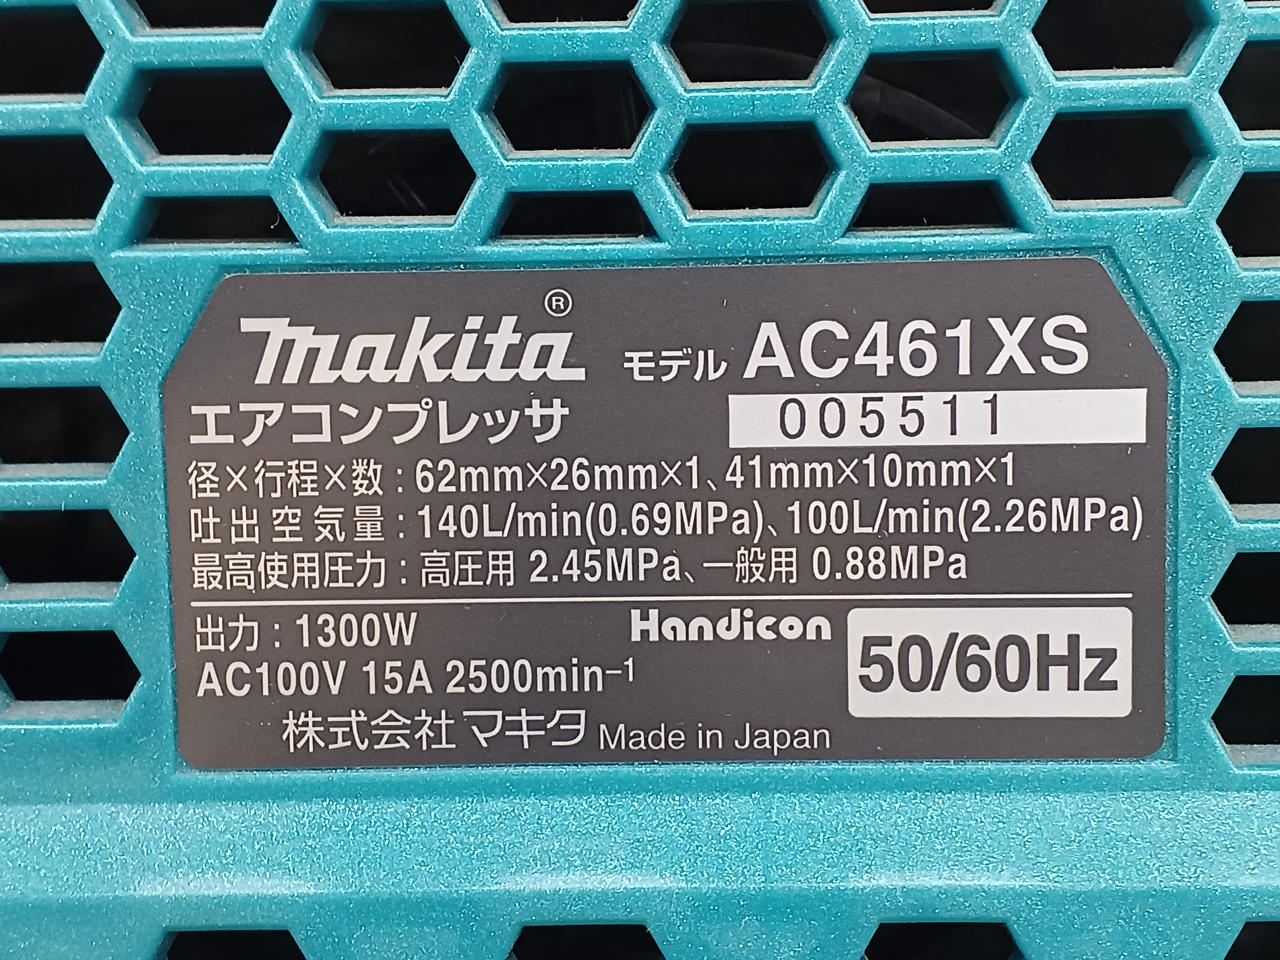 makita®
モデル AC461XS
エアコンプレッサ
005511
径×行程×数：62mm×26mm×1、41mm×10mm×1
吐出空気量：140L/min(0.69MPa)、100L/min(2.26MPa)
最高使用圧力：高圧用 2.45MPa、一般用 0.88MPa
出力：1300W
Handicon
50/60Hz
AC100V 15A 2500min⁻¹
株式会社マキタ Made in Japan